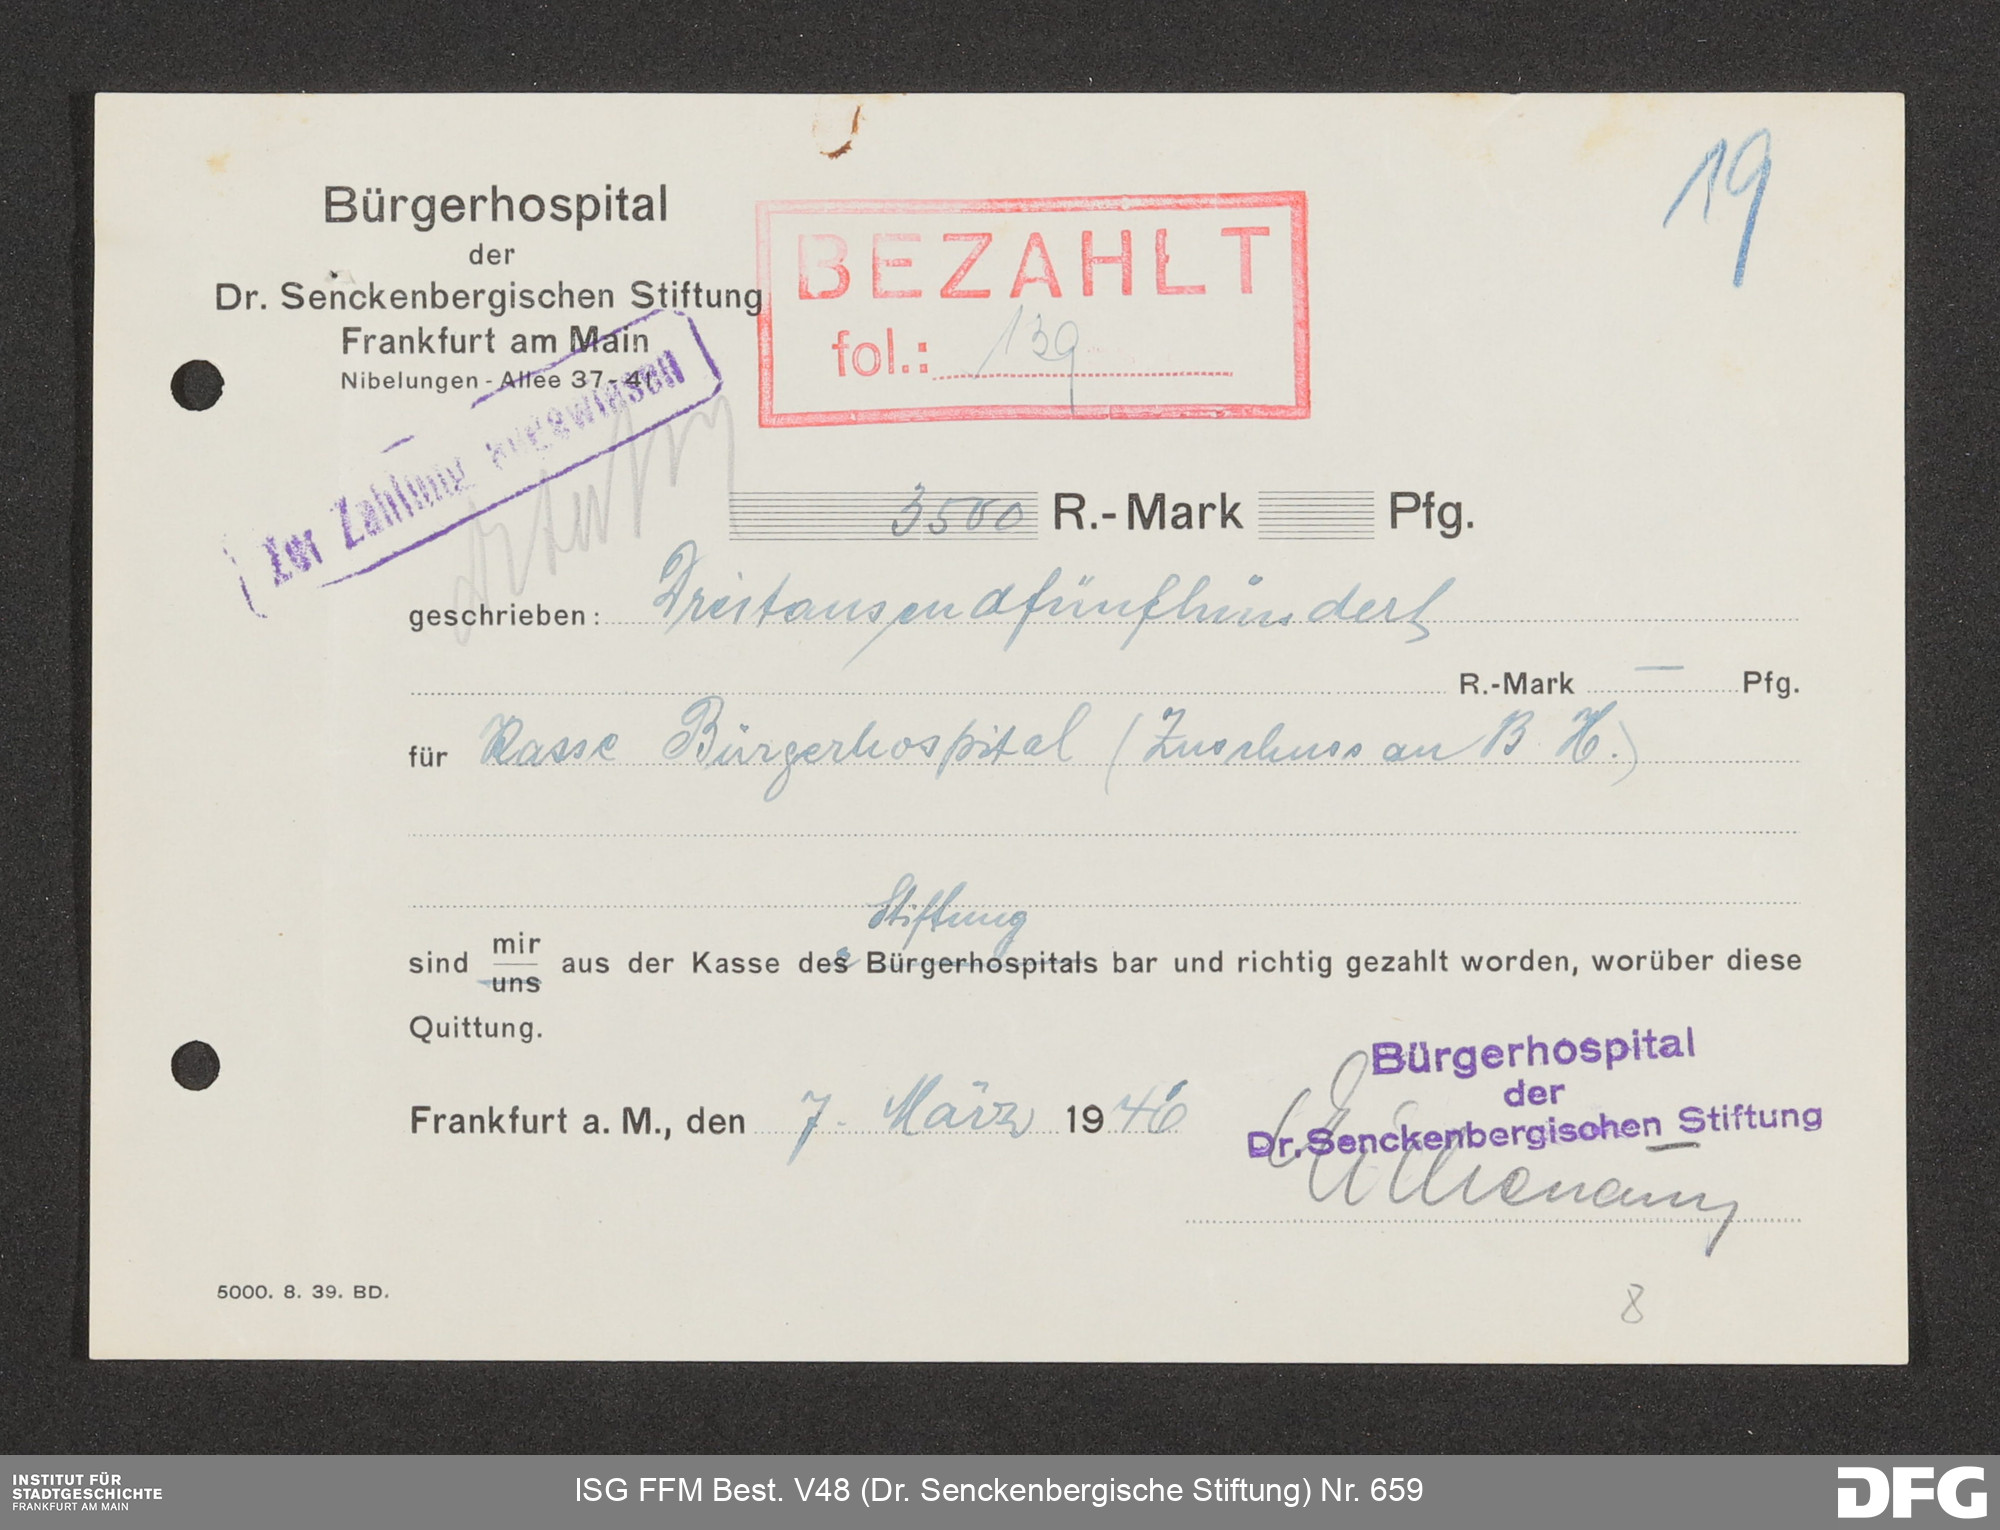 19
Bürgerhospital
der
Dr. Senckenbergischen Stiftung
Frankfurt am Main
Nibelungen - Allee 37 - 41
BEZAHLT
fol.: 139
Zur Zahlung angewiesen
3500 R.- Mark Pfg.
geschrieben: Dreitausendfünfhundert
R.-Mark — Pfg.
für Kasse Bürgerhospital (Zuschuss an B. H.)
Stiftung
sind mir
uns aus der Kasse des Bürgerhospitals bar und richtig gezahlt worden, worüber diese
Quittung.
Bürgerhospital
der
Dr. Senckenbergischen Stiftung
Frankfurt a. M., den 7. März 1946
5000. 8. 39. BD.
8
INSTITUT FÜR
STADTGESCHICHTE
FRANKFURT AM MAIN
ISG FFM Best. V48 (Dr. Senckenbergische Stiftung) Nr. 659
DFG